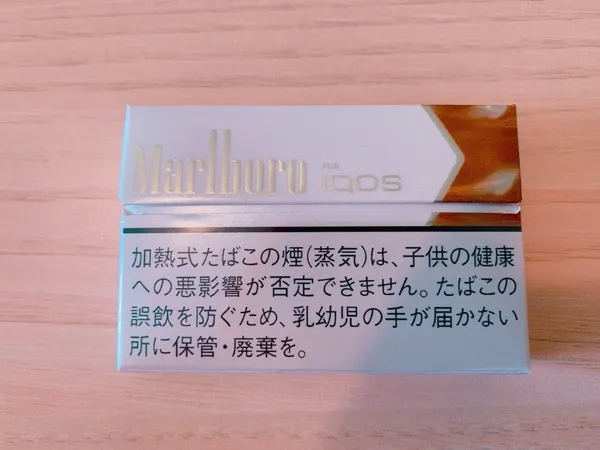 Marlboro FOR IQOS
加熱式たばこの煙(蒸気)は、子供の健康
への悪影響が否定できません。たばこの
誤飲を防ぐため、乳幼児の手が届かない
所に保管・廃棄を。